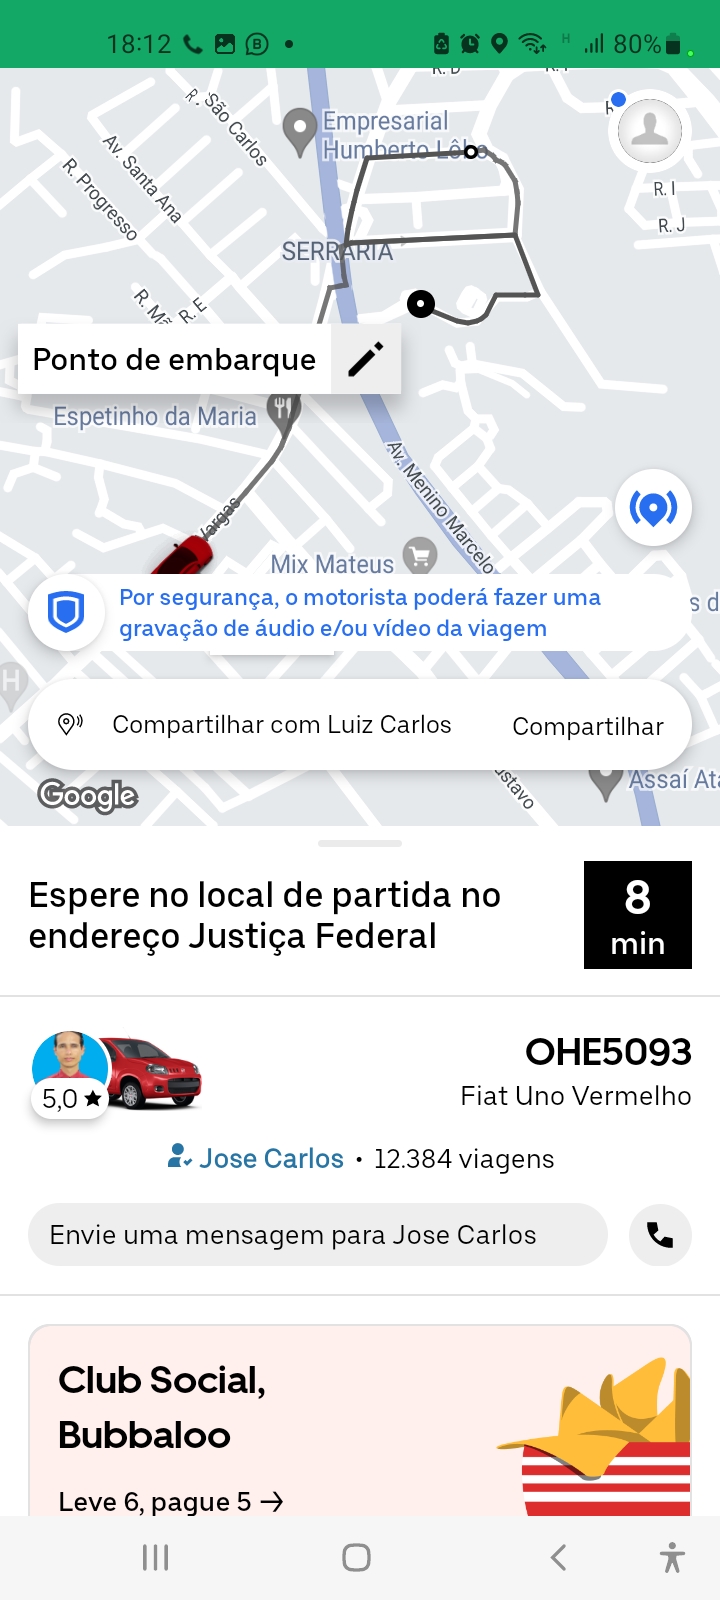 18:12
H
80%
R. D
R. São Carlos
Av. Santa Ana
R. Progresso
Empresarial
Humberto Lôbo
R. I
R. J
SERRARIA
R. E
Ponto de embarque
Espetinho da Maria
Av. Menino Marcelo
Mix Mateus
Por segurança, o motorista poderá fazer uma
gravação de áudio e/ou vídeo da viagem
H
Compartilhar com Luiz Carlos
Compartilhar
Google
Assaí
Espere no local de partida no
endereço Justiça Federal
8
min
OHE5093
Fiat Uno Vermelho
5,0 ★
Jose Carlos • 12.384 viagens
Envie uma mensagem para Jose Carlos
Club Social,
Bubbaloo
Leve 6, pague 5 →